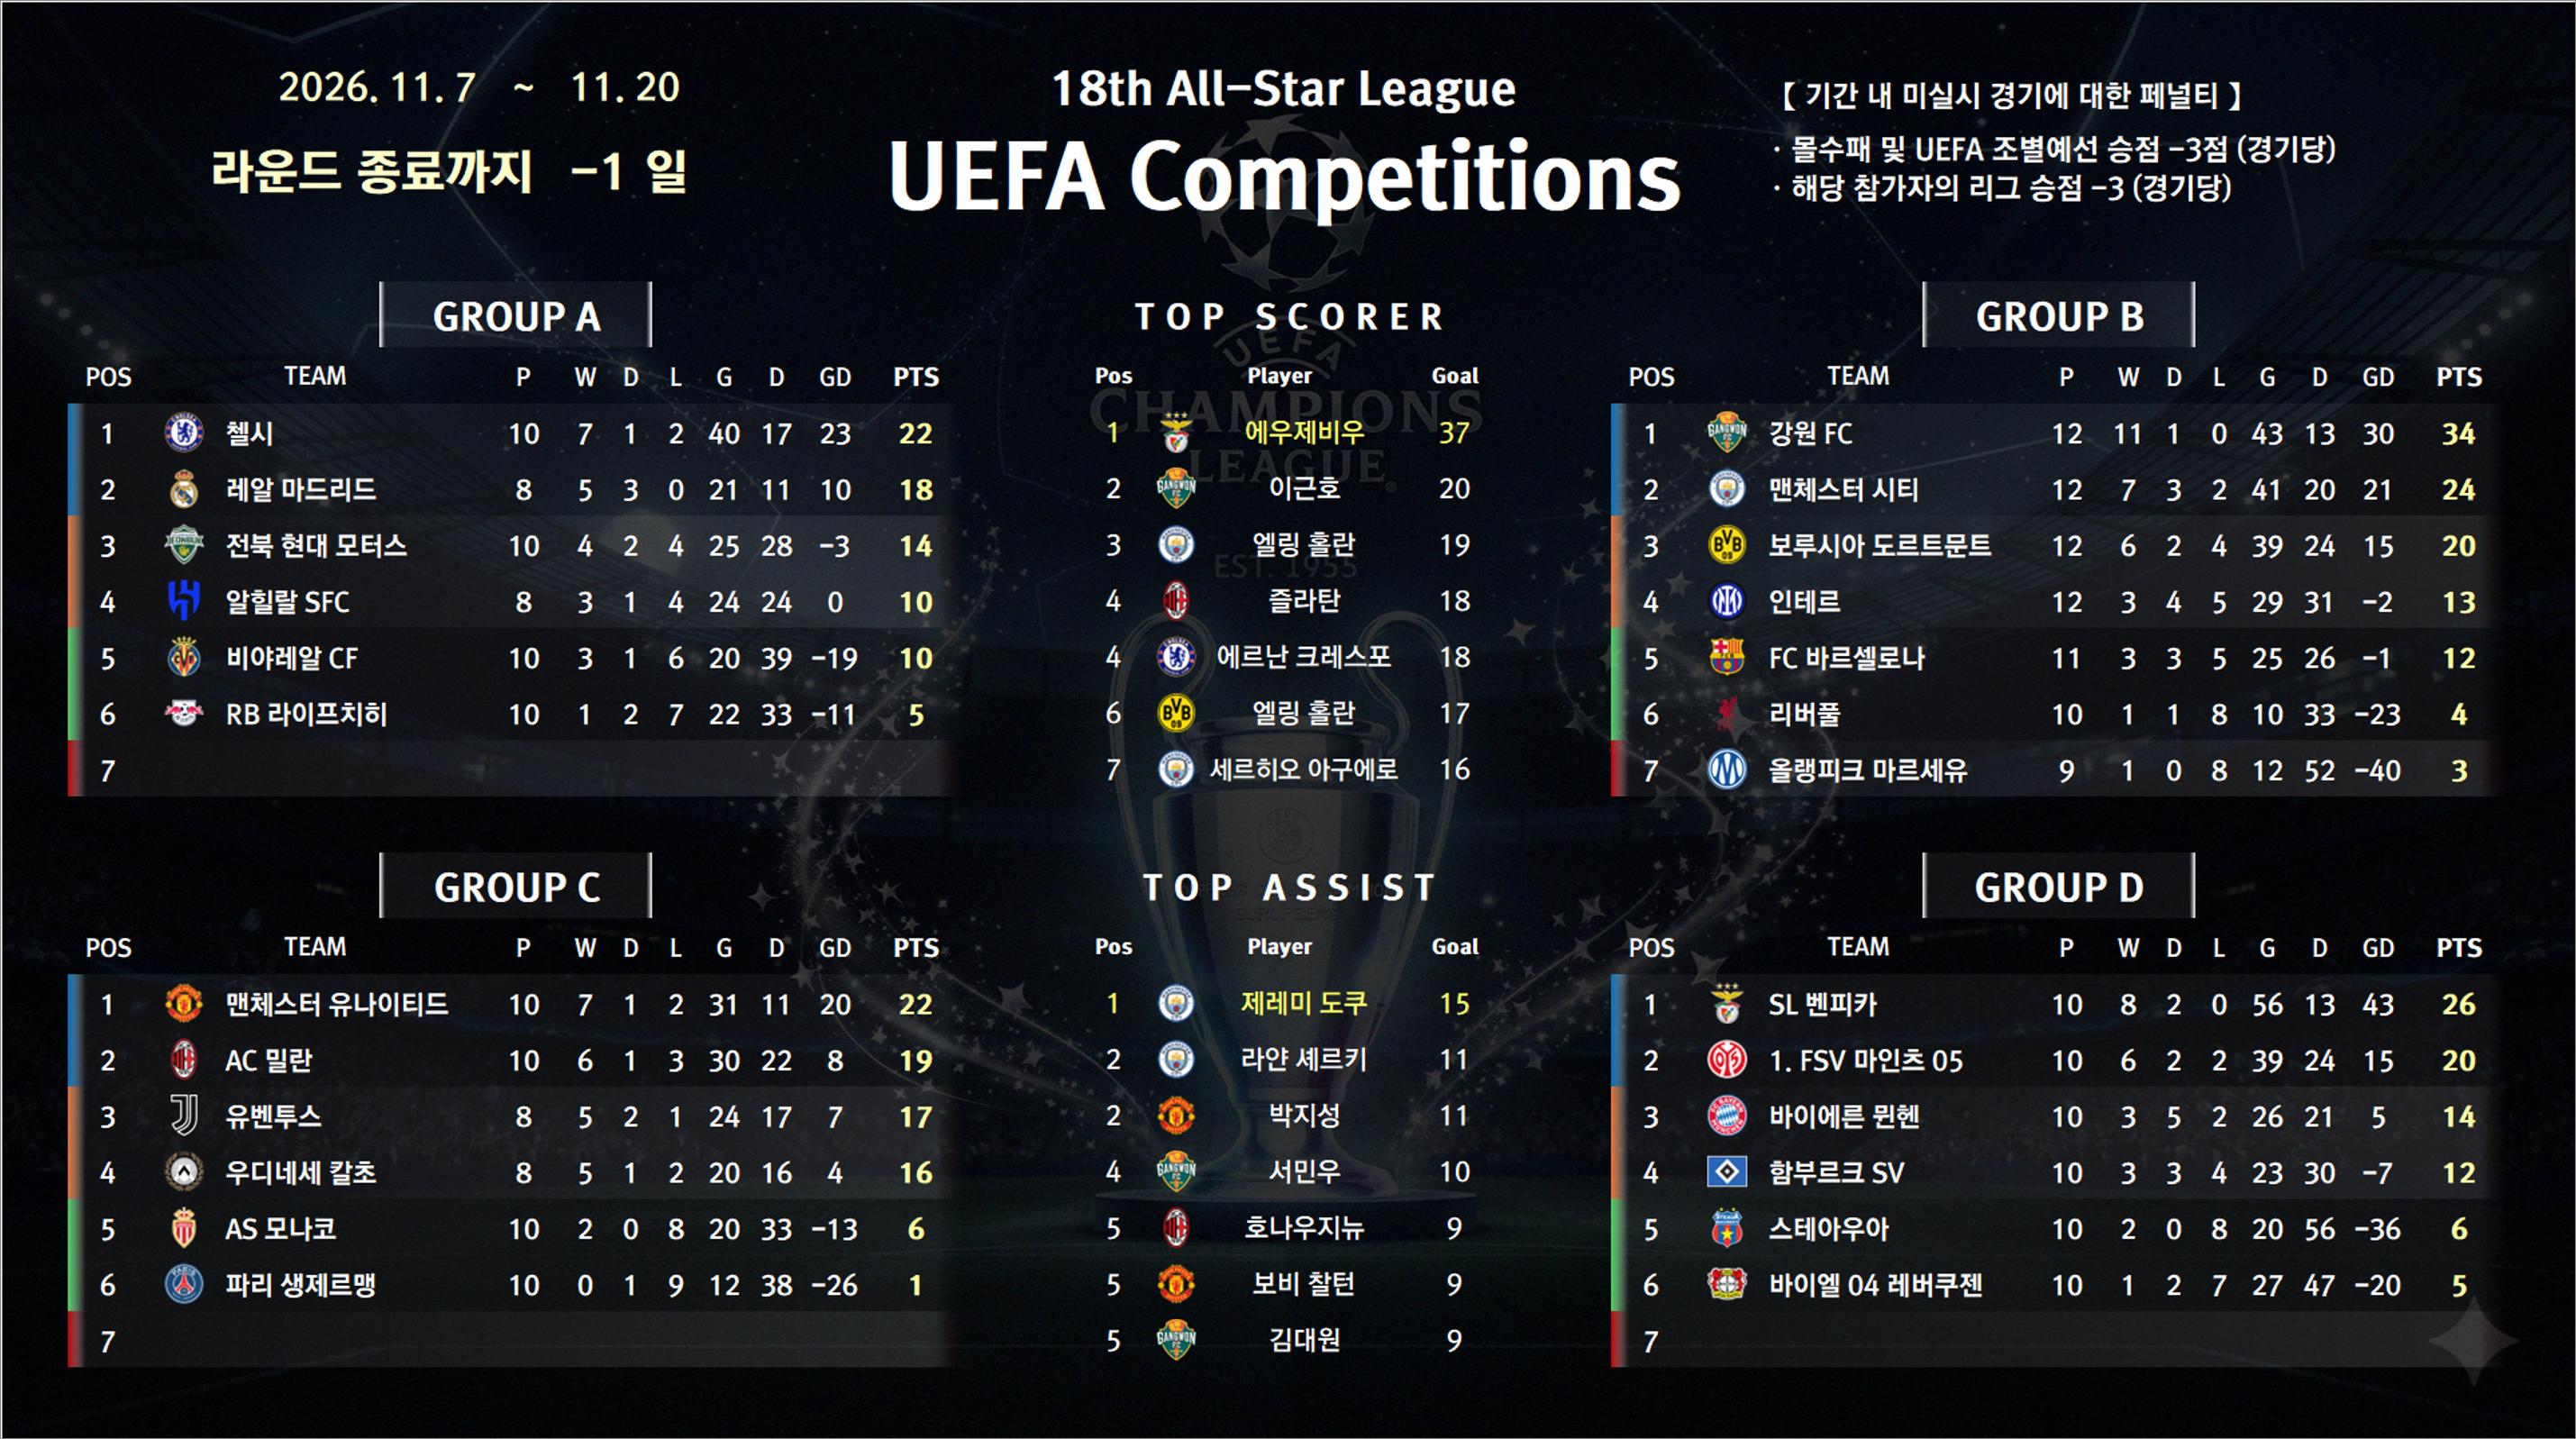 2026. 11. 7 ~ 11. 20
라운드 종료까지 -1 일
18th All-Star League
UEFA Competitions
【 기간 내 미실시 경기에 대한 페널티 】
· 몰수패 및 UEFA 조별예선 승점 -3점 (경기당)
· 해당 참가자의 리그 승점 -3 (경기당)
GROUP A
POS TEAM P W D L G D GD PTS
1 첼시 10 7 1 2 40 17 23 22
2 레알 마드리드 8 5 3 0 21 11 10 18
3 전북 현대 모터스 10 4 2 4 25 28 -3 14
4 알힐랄 SFC 8 3 1 4 24 24 0 10
5 비야레알 CF 10 3 1 6 20 39 -19 10
6 RB 라이프치히 10 1 2 7 22 33 -11 5
7
TOP SCORER
Pos Player Goal
1 에우제비우 37
2 이근호 20
3 엘링 홀란 19
4 즐라탄 18
4 에르난 크레스포 18
6 엘링 홀란 17
7 세르히오 아구에로 16
UEFA
CHAMPIONS
LEAGUE
EST. 1955
GROUP B
POS TEAM P W D L G D GD PTS
1 강원 FC 12 11 1 0 43 13 30 34
2 맨체스터 시티 12 7 3 2 41 20 21 24
3 보루시아 도르트문트 12 6 2 4 39 24 15 20
4 인테르 12 3 4 5 29 31 -2 13
5 FC 바르셀로나 11 3 3 5 25 26 -1 12
6 리버풀 10 1 1 8 10 33 -23 4
7 올랭피크 마르세유 9 1 0 8 12 52 -40 3
GROUP C
POS TEAM P W D L G D GD PTS
1 맨체스터 유나이티드 10 7 1 2 31 11 20 22
2 AC 밀란 10 6 1 3 30 22 8 19
3 유벤투스 8 5 2 1 24 17 7 17
4 우디네세 칼초 8 5 1 2 20 16 4 16
5 AS 모나코 10 2 0 8 20 33 -13 6
6 파리 생제르맹 10 0 1 9 12 38 -26 1
7
TOP ASSIST
Pos Player Goal
1 제레미 도쿠 15
2 라얀 셰르키 11
2 박지성 11
4 서민우 10
5 호나우지뉴 9
5 보비 찰턴 9
5 김대원 9
GROUP D
POS TEAM P W D L G D GD PTS
1 SL 벤피카 10 8 2 0 56 13 43 26
2 1. FSV 마인츠 05 10 6 2 2 39 24 15 20
3 바이에른 뮌헨 10 3 5 2 26 21 5 14
4 함부르크 SV 10 3 3 4 23 30 -7 12
5 스테아우아 10 2 0 8 20 56 -36 6
6 바이엘 04 레버쿠젠 10 1 2 7 27 47 -20 5
7